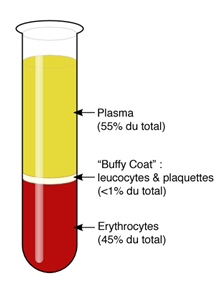 Plasma
(55% du total)
“Buffy Coat” :
leucocytes & plaquettes
(<1% du total)
Erythrocytes
(45% du total)